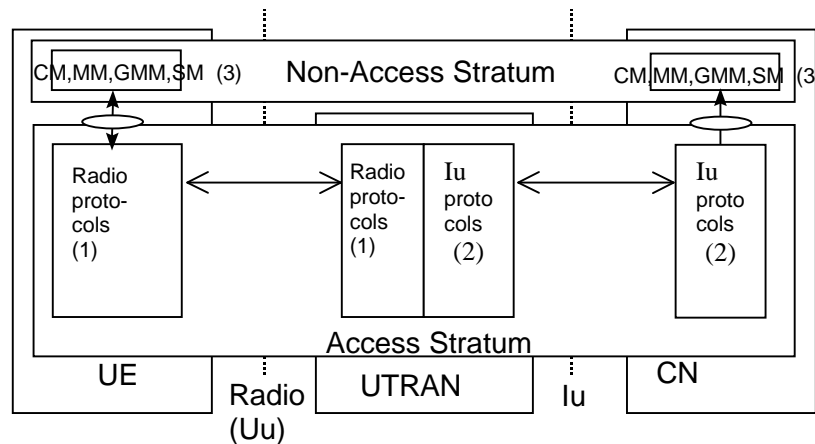 CM,MM,GMM,SM (3)
Non-Access Stratum
CM,MM,GMM,SM (3
Radio
proto-
cols
(1)
Radio
proto-
cols
(1)
Iu
proto
cols
(2)
Iu
proto
cols
(2)
Access Stratum
UE
Radio
(Uu)
UTRAN
Iu
CN